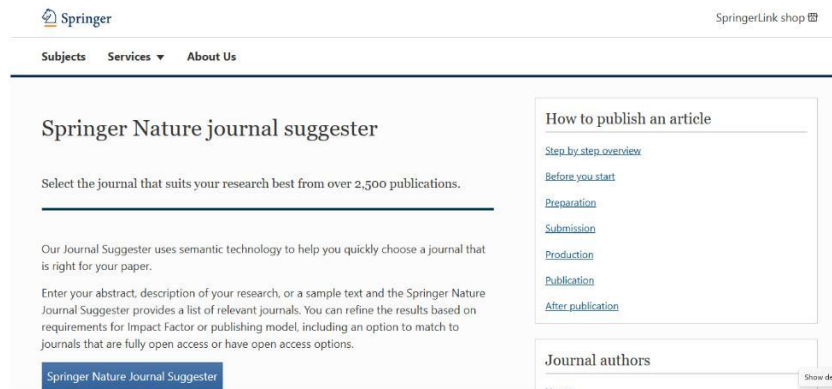 Springer
SpringerLink shop
Subjects Services ▼ About Us
Springer Nature journal suggester
Select the journal that suits your research best from over 2,500 publications.
Our Journal Suggester uses semantic technology to help you quickly choose a journal that
is right for your paper.
Enter your abstract, description of your research, or a sample text and the Springer Nature
Journal Suggester provides a list of relevant journals. You can refine the results based on
requirements for Impact Factor or publishing model, including an option to match to
journals that are fully open access or have open access options.
Springer Nature Journal Suggester
How to publish an article
Step by step overview
Before you start
Preparation
Submission
Production
Publication
After publication
Journal authors
Show de